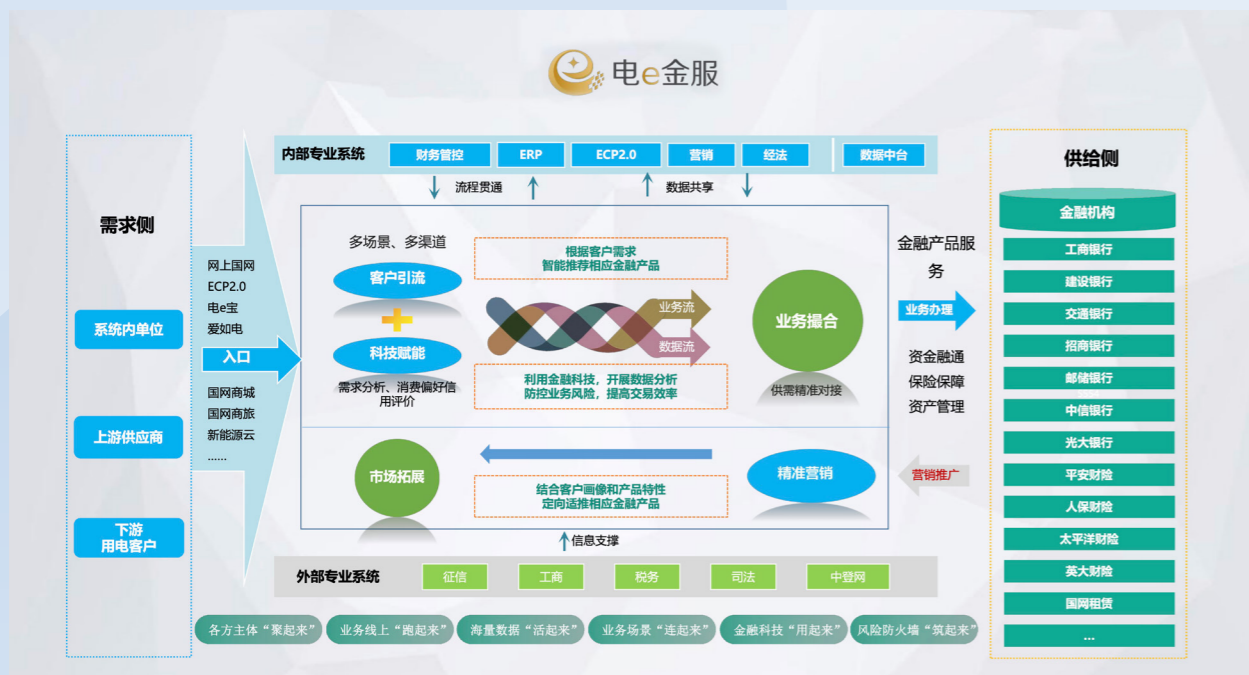 电e金服
需求侧
系统内单位
上游供应商
下游
用电客户
网上国网
ECP2.0
电e宝
爱如电
入口
国网商城
国网商旅
新能源云
......
内部专业系统
财务管控
ERP
ECP2.0
营销
经法
数据中台
流程贯通
数据共享
多场景、多渠道
客户引流
科技赋能
需求分析、消费偏好信
用评价
根据客户需求
智能推荐相应金融产品
业务流
数据流
利用金融科技，开展数据分析
防控业务风险，提高交易效率
业务撮合
供需精准对接
市场拓展
结合客户画像和产品特性
定向适推相应金融产品
精准营销
信息支撑
外部专业系统
征信
工商
税务
司法
中登网
金融产品服
务
业务办理
资金融通
保险保障
资产管理
营销推广
供给侧
金融机构
工商银行
建设银行
交通银行
招商银行
邮储银行
中信银行
光大银行
平安财险
人保财险
太平洋财险
英大财险
国网租赁
...
各方主体“聚起来”
业务线上“跑起来”
海量数据“活起来”
业务场景“连起来”
金融科技“用起来”
风险防火墙“筑起来”